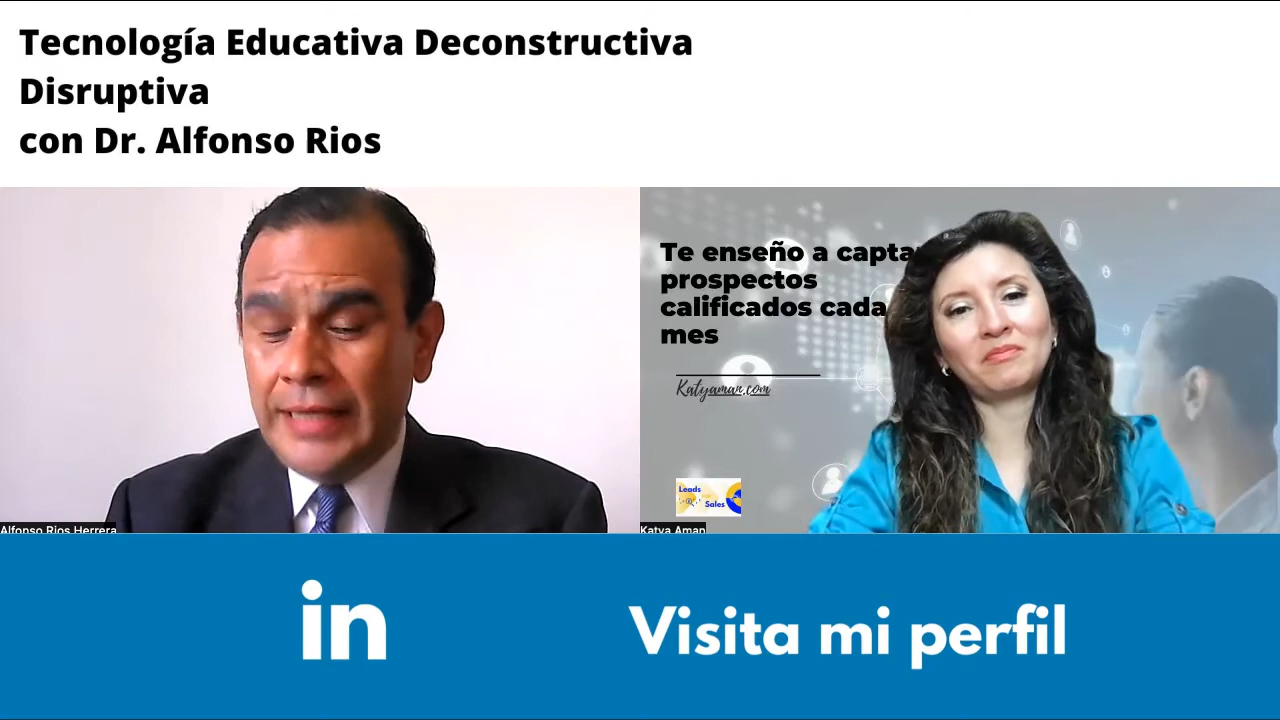 Tecnología Educativa Deconstructiva
Disruptiva
con Dr. Alfonso Rios
Te enseño a capta
prospectos
calificados cada
mes
Katyaman.com
Leads
Sales
Alfonso Rios Herrera
Katya Aman
in
Visita mi perfil